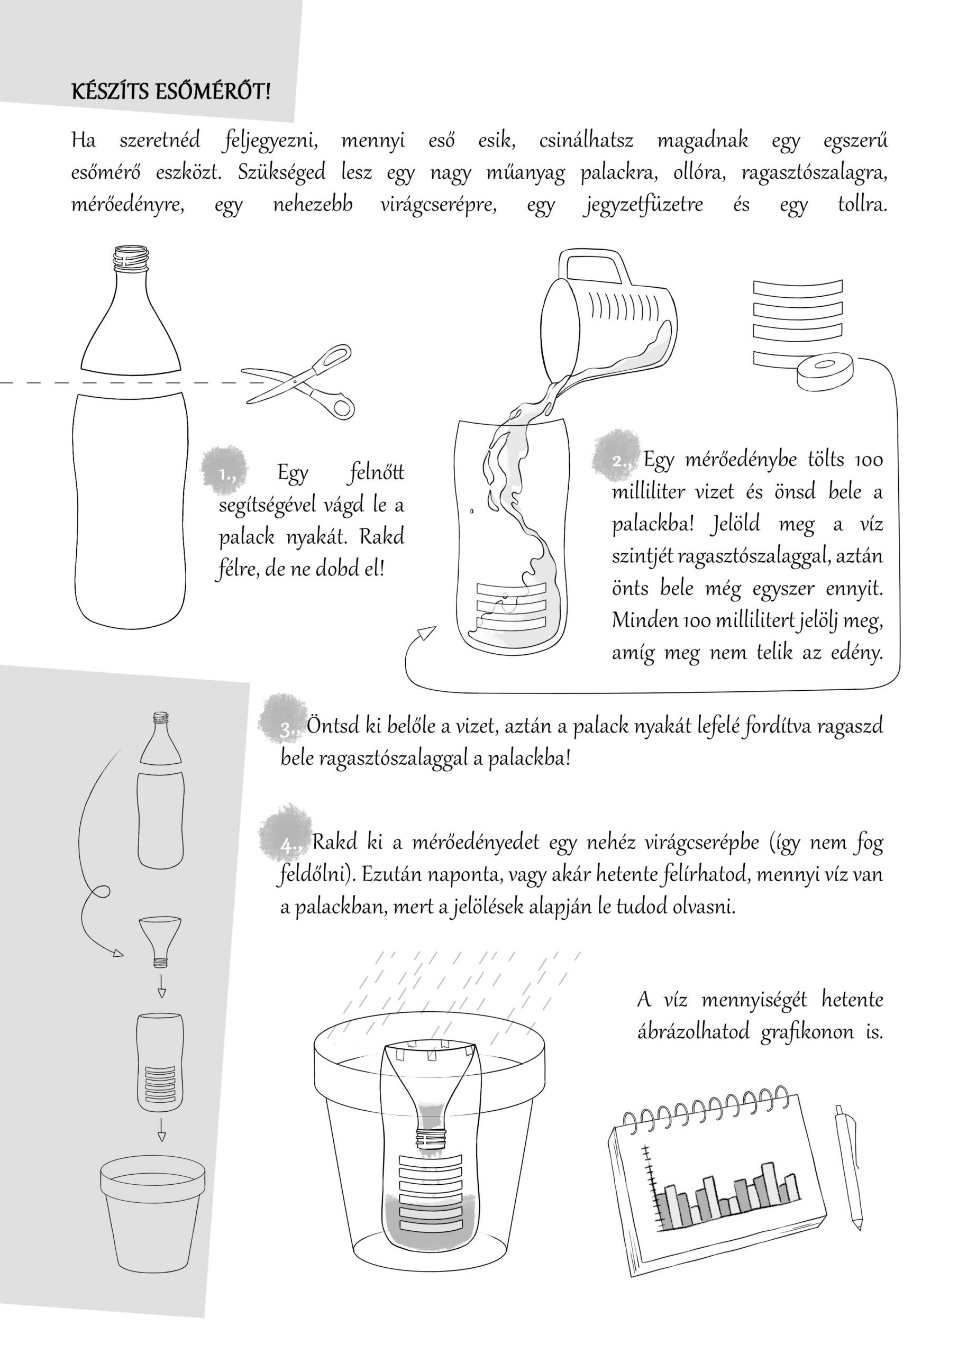 KÉSZÍTS ESŐMÉRŐT!
Ha szeretnéd feljegyezni, mennyi eső esik, csinálhatsz magadnak egy egszerű
esőmérő eszközt. Szükséged lesz egy nagy műanyag palackra, ollóra, ragasztószalagra,
mérőedényre, egy nehezebb virágcserépre, egy jegyzetfüzetre és egy tollra.
1., Egy felnőtt
segítségével vágd le a
palack nyakát. Rakd
félre, de ne dobd el!
2., Egy mérőedénybe tölts 100
milliliter vizet és önsd bele a
palackba! Jelöld meg a víz
szintjét ragasztószalaggal, aztán
önts bele még egyszer ennyit.
Minden 100 millilitert jelölj meg,
amíg meg nem telik az edény.
3., Öntsd ki belőle a vizet, aztán a palack nyakát lefelé fordítva ragaszd
bele ragasztószalaggal a palackba!
4., Rakd ki a mérőedényedet egy nehéz virágcserépbe (így nem fog
feldőlni). Ezután naponta, vagy akár hetente felírhatod, mennyi víz van
a palackban, mert a jelölések alapján le tudod olvasni.
A víz mennyiségét hetente
ábrázolhatod grafikonon is.